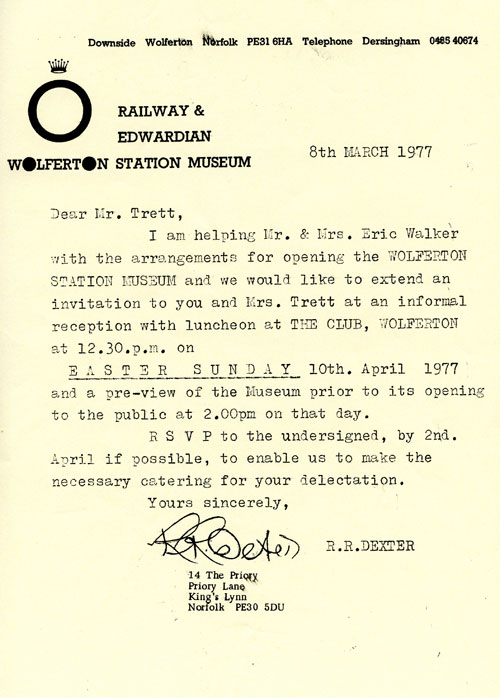 Downside Wolferton Norfolk PE31 6HA Telephone Dersingham 0485 40674
RAILWAY &
EDWARDIAN
WOLFERTON STATION MUSEUM
8th MARCH 1977
Dear Mr. Trett,
I am helping Mr. & Mrs. Eric Walker
with the arrangements for opening the WOLFERTON
STATION MUSEUM and we would like to extend an
invitation to you and Mrs. Trett at an informal
reception with luncheon at THE CLUB, WOLFERTON
at 12.30.p.m. on
E A S T E R S U N D A Y 10th. April 1977
and a pre-view of the Museum prior to its opening
to the public at 2.00pm on that day.
R S V P to the undersigned, by 2nd.
April if possible, to enable us to make the
necessary catering for your delectation.
Yours sincerely,
R.R.Dexter R.R.DEXTER
14 The Priory
Priory Lane
King's Lynn
Norfolk PE30 5DU